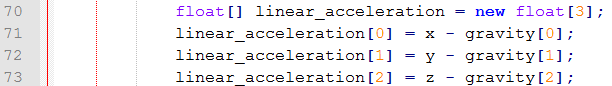 70 float[] linear_acceleration = new float[3];
71 linear_acceleration[0] = x - gravity[0];
72 linear_acceleration[1] = y - gravity[1];
73 linear_acceleration[2] = z - gravity[2];